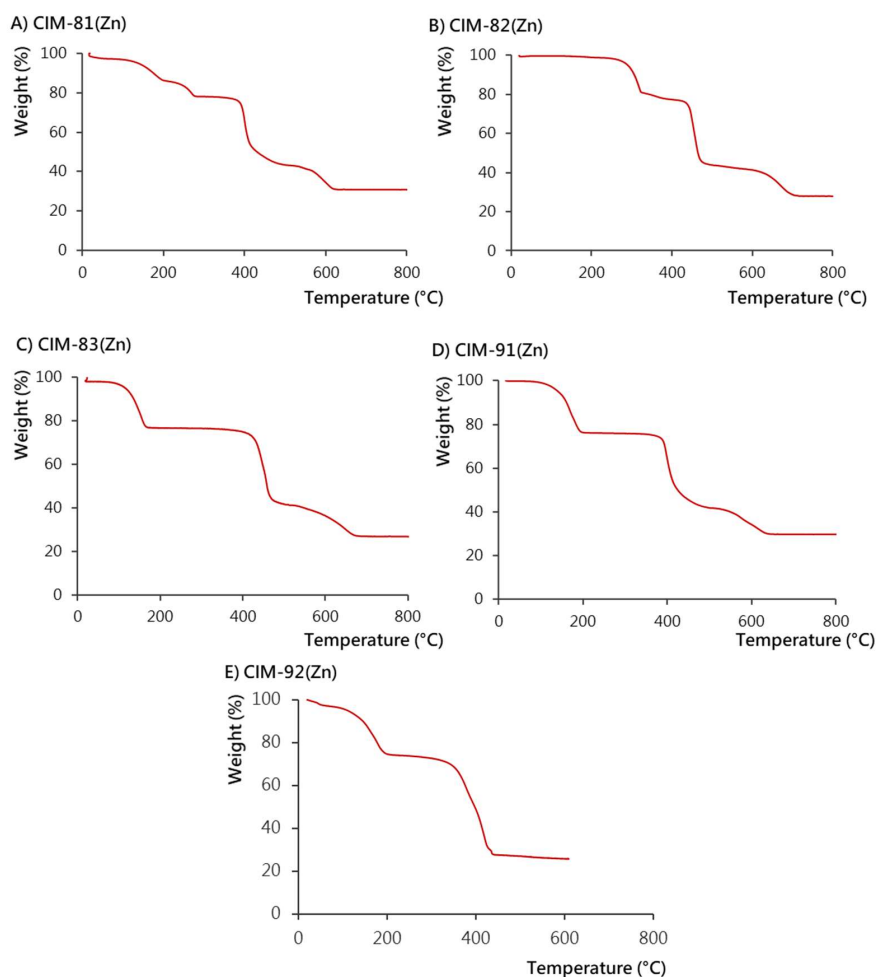 A) CIM-81(Zn)
Weight (%)
100
80
60
40
20
0
0 200 400 600 800
Temperature (°C)
B) CIM-82(Zn)
Weight (%)
100
80
60
40
20
0
0 200 400 600 800
Temperature (°C)
C) CIM-83(Zn)
Weight (%)
100
80
60
40
20
0
0 200 400 600 800
Temperature (°C)
D) CIM-91(Zn)
Weight (%)
100
80
60
40
20
0
0 200 400 600 800
Temperature (°C)
E) CIM-92(Zn)
Weight (%)
100
80
60
40
20
0
0 200 400 600 800
Temperature (°C)